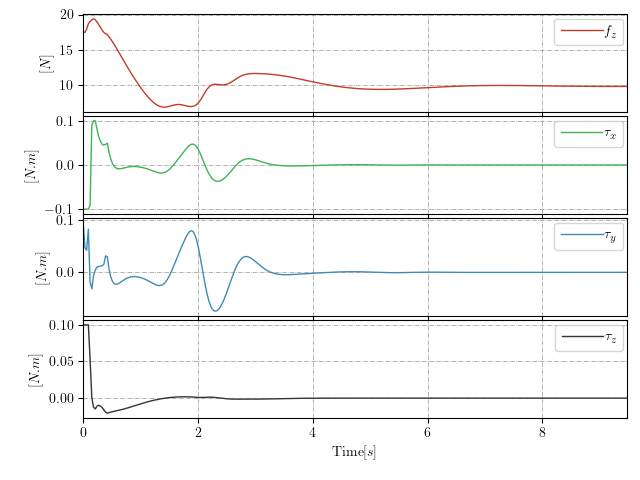 20
15
10
[N]
f_z
0.1
0.0
−0.1
[N.m]
τ_x
0.1
0.0
[N.m]
τ_y
0.10
0.05
0.00
[N.m]
τ_z
0 2 4 6 8
Time[s]